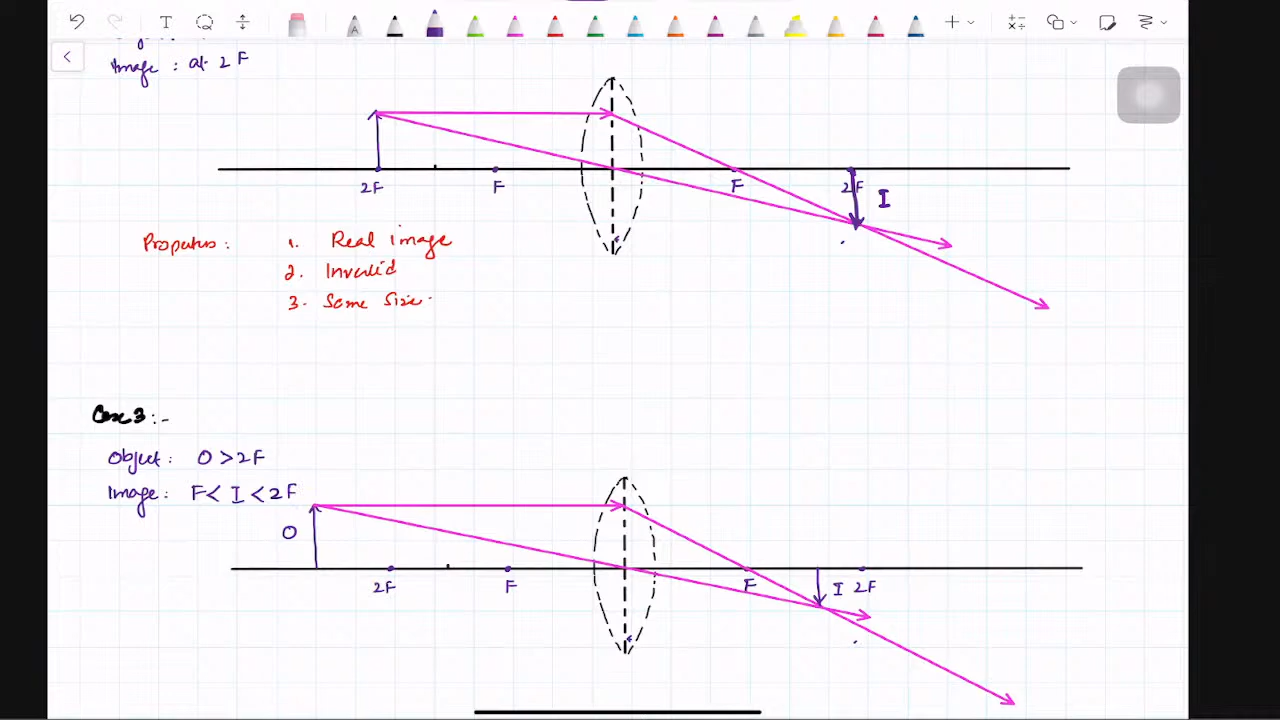 Image : at 2F
2F F F 2F I
Properties : 1. Real image
2. Inverted
3. Same Size.
Case 3 :-
Object: O > 2F
Image: F < I < 2F
O
2F F F I 2F